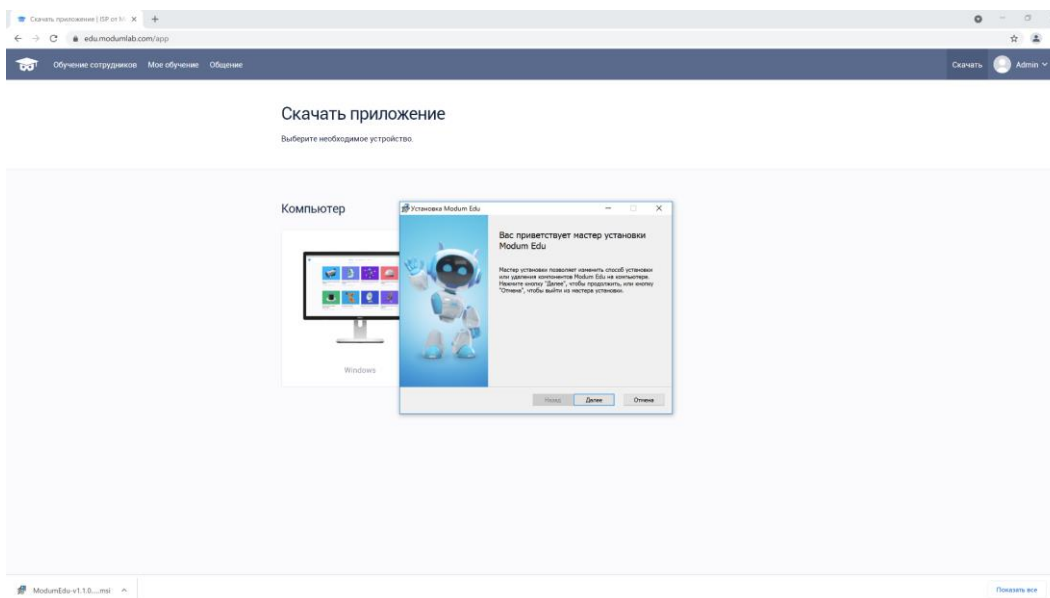 Скачать приложение | ISP от M
edu.modumlab.com/app
Обучение сотрудников Мое обучение Общение Скачать Admin
Скачать приложение
Выберите необходимое устройство.
Компьютер
Установка Modum Edu
Вас приветствует мастер установки
Modum Edu
Мастер установки позволяет изменить способ установки
или удаления компонентов Modum Edu на компьютере.
Нажмите кнопку "Далее", чтобы продолжить, или кнопку
"Отмена", чтобы выйти из мастера установки.
Windows
Назад Далее Отмена
ModumEdu-v1.1.0....msi Показать все